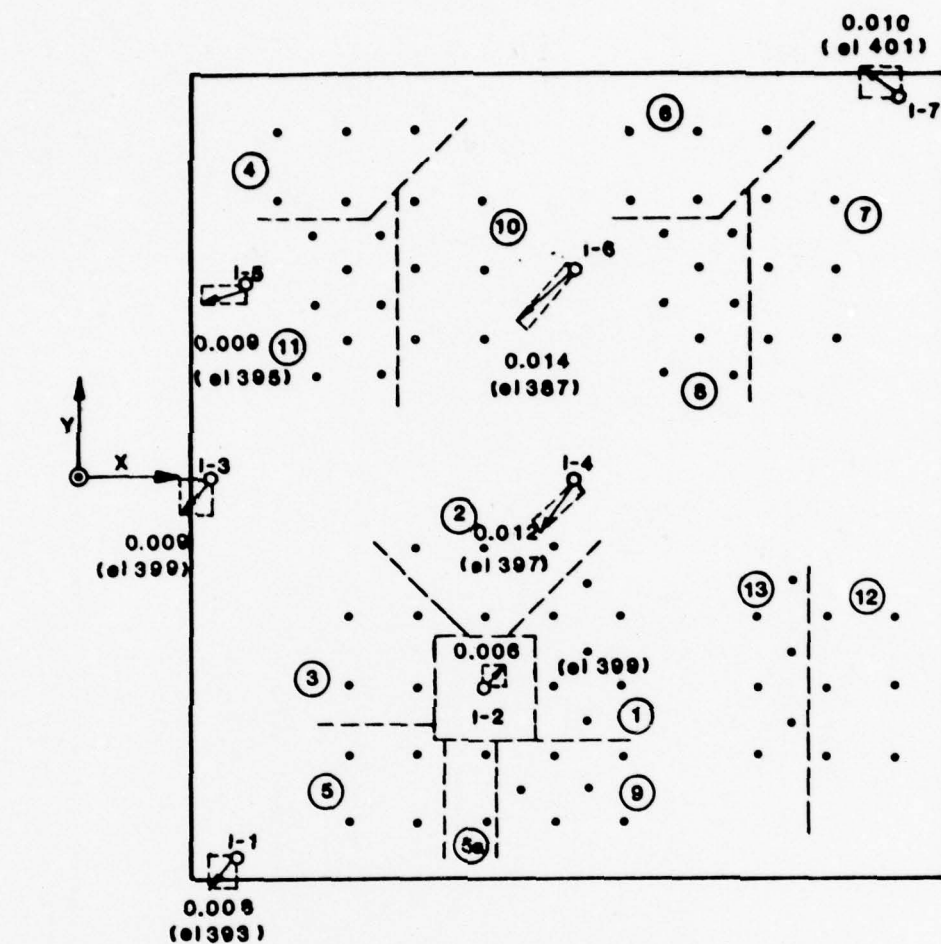 0.010
(el 401)
I-7
6
4
7
10
I-6
I-5
0.009
11
(el 395)
0.014
(el 387)
8
Y
X
I-3
I-4
2
0.012
(el 397)
0.009
(el 399)
13
12
0.006
(el 399)
3
I-2
1
5
9
5a
I-1
0.008
(el 393)